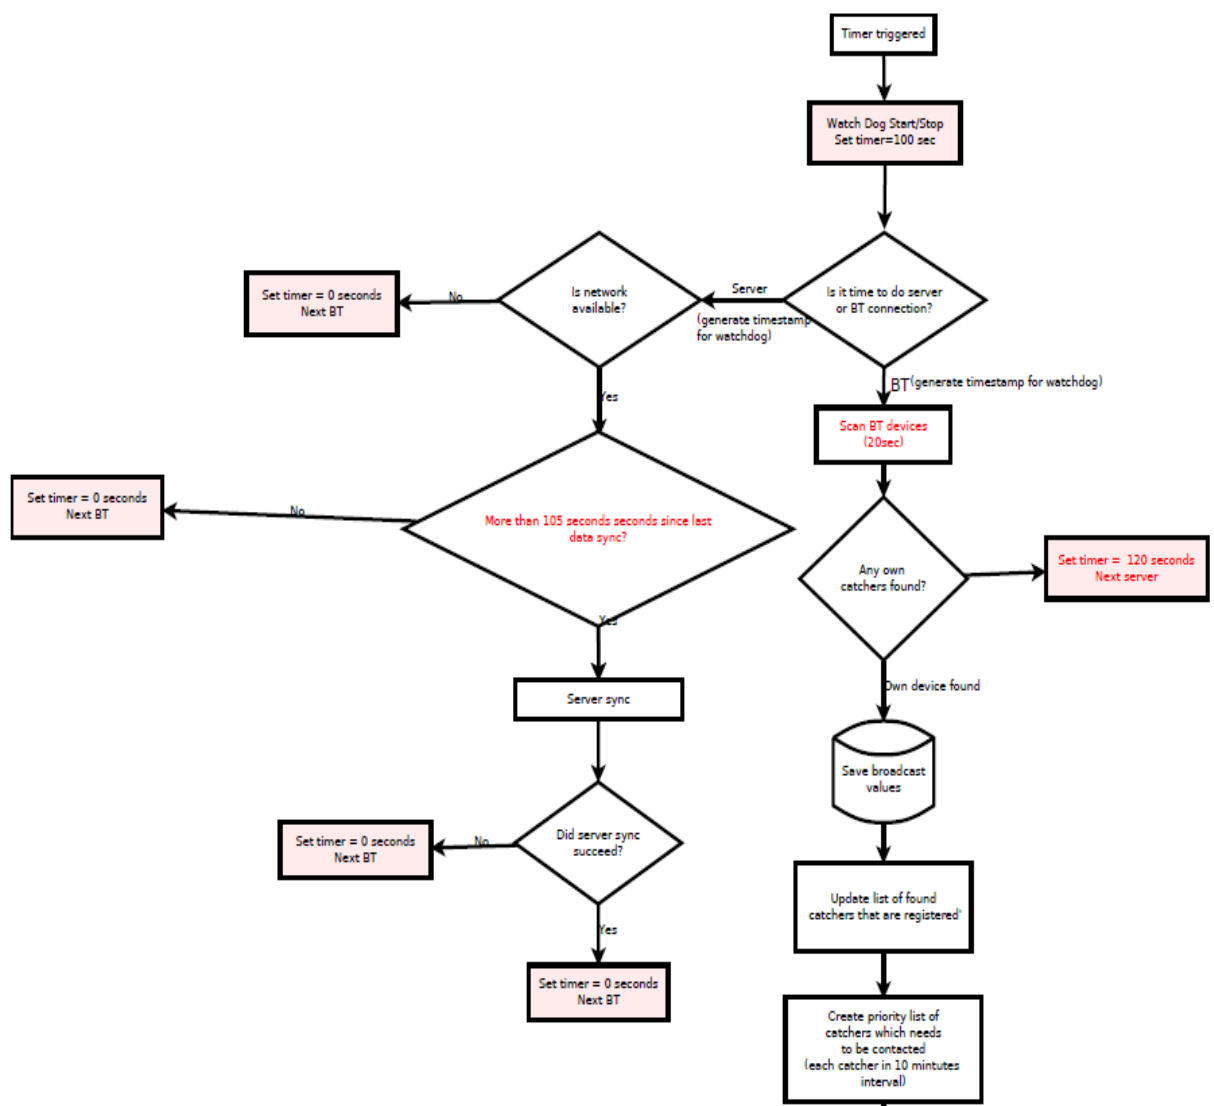 Timer triggered
Watch Dog Start/Stop
Set timer=100 sec
Is it time to do server
or BT connection?
Server
(generate timestamp
for watchdog)
Is network
available?
No
Set timer = 0 seconds
Next BT
Yes
BT
(generate timestamp for watchdog)
Scan BT devices
(20sec)
More than 105 seconds seconds since last
data sync?
No
Set timer = 0 seconds
Next BT
Any own
catchers found?
Set timer = 120 seconds
Next server
Yes
Server sync
Own device found
Save broadcast
values
Did server sync
succeed?
No
Set timer = 0 seconds
Next BT
Yes
Set timer = 0 seconds
Next BT
Update list of found
catchers that are registered'
Create priority list of
catchers which needs
to be contacted
(each catcher in 10 mintutes
interval)